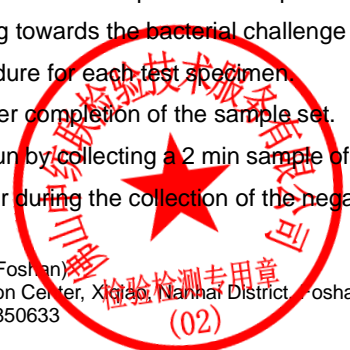 g towards the bacterial challenge
dure for each test specimen.
er completion of the sample set.
un by collecting a 2 min sample of
r during the collection of the nega
佛山市纺联检验技术服务有限公司
检验检测专用章
(02)
Foshan)
on Center, Xiqiao, Nanhai District, Fosha
350633